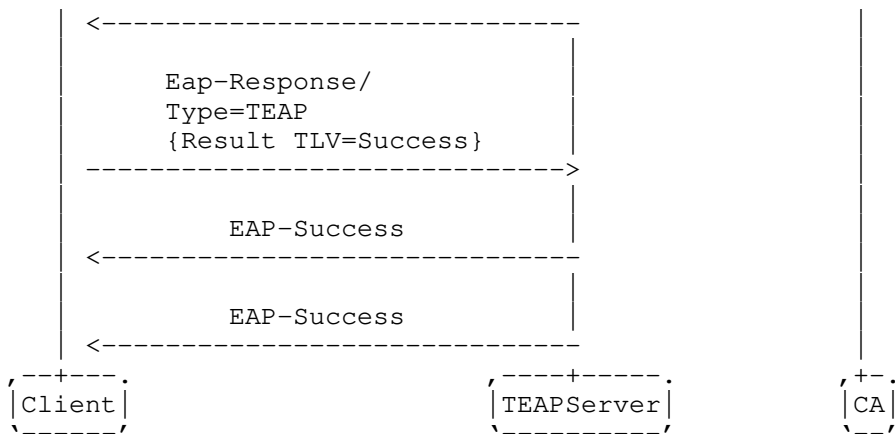 Eap-Response/
Type=TEAP
{Result TLV=Success}
EAP-Success
EAP-Success
Client TEAPServer CA